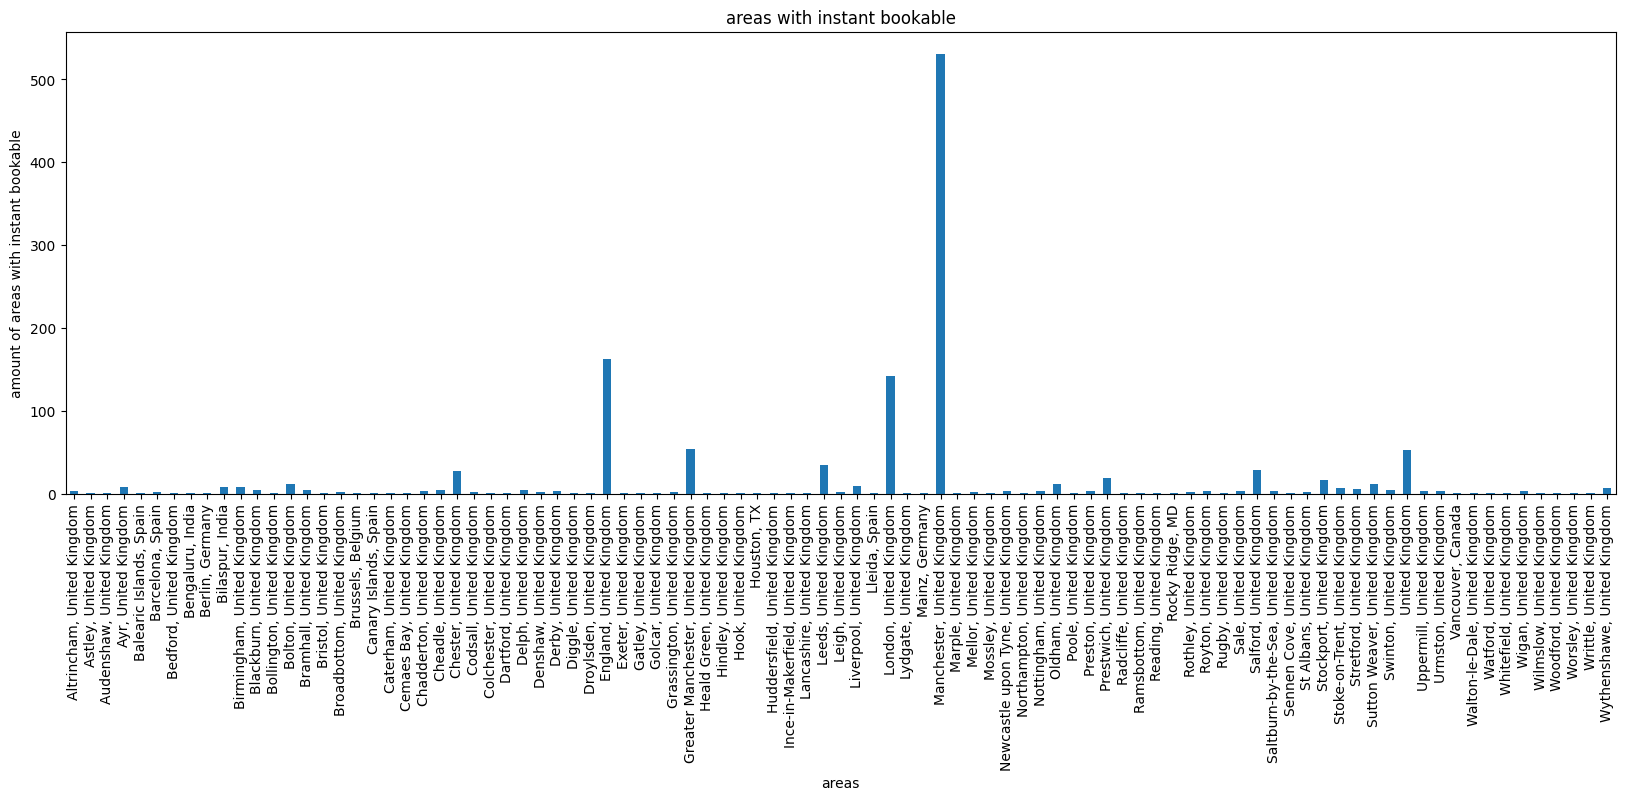 areas with instant bookable
amount of areas with instant bookable
500
400
300
200
100
0
Altrincham, United Kingdom
Astley, United Kingdom
Audenshaw, United Kingdom
Ayr, United Kingdom
Balearic Islands, Spain
Barcelona, Spain
Bedford, United Kingdom
Bengaluru, India
Berlin, Germany
Bilaspur, India
Birmingham, United Kingdom
Blackburn, United Kingdom
Bollington, United Kingdom
Bolton, United Kingdom
Bramhall, United Kingdom
Bristol, United Kingdom
Broadbottom, United Kingdom
Brussels, Belgium
Canary Islands, Spain
Caterham, United Kingdom
Cemaes Bay, United Kingdom
Chadderton, United Kingdom
Cheadle, United Kingdom
Chester, United Kingdom
Codsall, United Kingdom
Colchester, United Kingdom
Dartford, United Kingdom
Delph, United Kingdom
Denshaw, United Kingdom
Derby, United Kingdom
Diggle, United Kingdom
Droylsden, United Kingdom
England, United Kingdom
Exeter, United Kingdom
Gatley, United Kingdom
Golcar, United Kingdom
Grassington, United Kingdom
Greater Manchester, United Kingdom
Heald Green, United Kingdom
Hindley, United Kingdom
Hook, United Kingdom
Houston, TX
Huddersfield, United Kingdom
Ince-in-Makerfield, United Kingdom
Lancashire, United Kingdom
Leeds, United Kingdom
Leigh, United Kingdom
Liverpool, United Kingdom
Lleida, Spain
London, United Kingdom
Lydgate, United Kingdom
Mainz, Germany
Manchester, United Kingdom
Marple, United Kingdom
Mellor, United Kingdom
Mossley, United Kingdom
Newcastle upon Tyne, United Kingdom
Northampton, United Kingdom
Nottingham, United Kingdom
Oldham, United Kingdom
Poole, United Kingdom
Preston, United Kingdom
Prestwich, United Kingdom
Radcliffe, United Kingdom
Ramsbottom, United Kingdom
Reading, United Kingdom
Rocky Ridge, MD
Rothley, United Kingdom
Royton, United Kingdom
Rugby, United Kingdom
Sale, United Kingdom
Salford, United Kingdom
Saltburn-by-the-Sea, United Kingdom
Sennen Cove, United Kingdom
St Albans, United Kingdom
Stockport, United Kingdom
Stoke-on-Trent, United Kingdom
Stretford, United Kingdom
Sutton Weaver, United Kingdom
Swinton, United Kingdom
United Kingdom
Uppermill, United Kingdom
Urmston, United Kingdom
Vancouver, Canada
Walton-le-Dale, United Kingdom
Watford, United Kingdom
Whitefield, United Kingdom
Wigan, United Kingdom
Wilmslow, United Kingdom
Woodford, United Kingdom
Worsley, United Kingdom
Writtle, United Kingdom
Wythenshawe, United Kingdom
areas